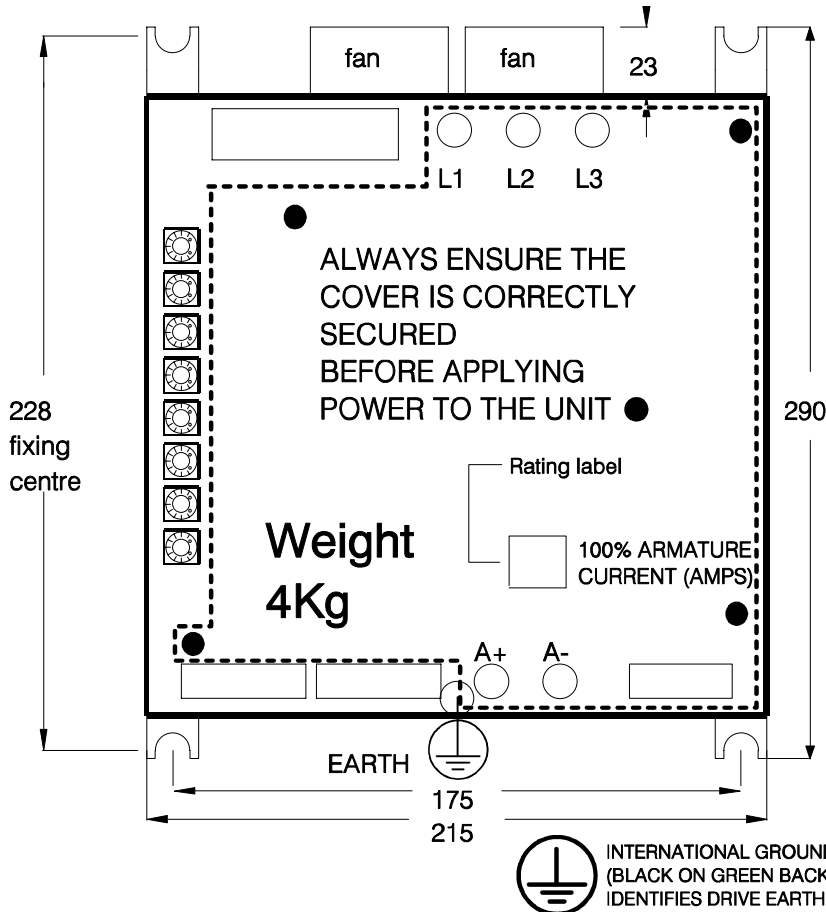 fan
fan
23
L1 L2 L3
ALWAYS ENSURE THE
COVER IS CORRECTLY
SECURED
BEFORE APPLYING
POWER TO THE UNIT
228
fixing
centre
290
Rating label
100% ARMATURE
CURRENT (AMPS)
Weight
4Kg
A+ A-
EARTH
175
215
INTERNATIONAL GROUND
(BLACK ON GREEN BACK
IDENTIFIES DRIVE EARTH